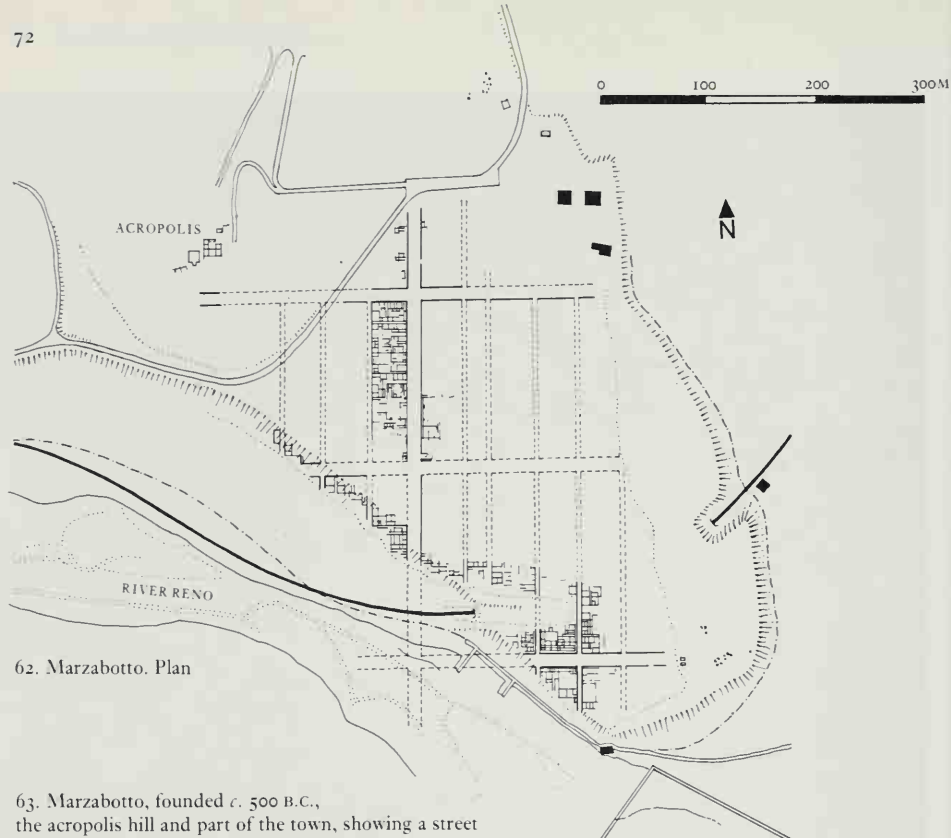 72
0 100 200 300M
N
ACROPOLIS
RIVER RENO
62. Marzabotto. Plan
63. Marzabotto, founded c. 500 B.C.,
the acropolis hill and part of the town, showing a street